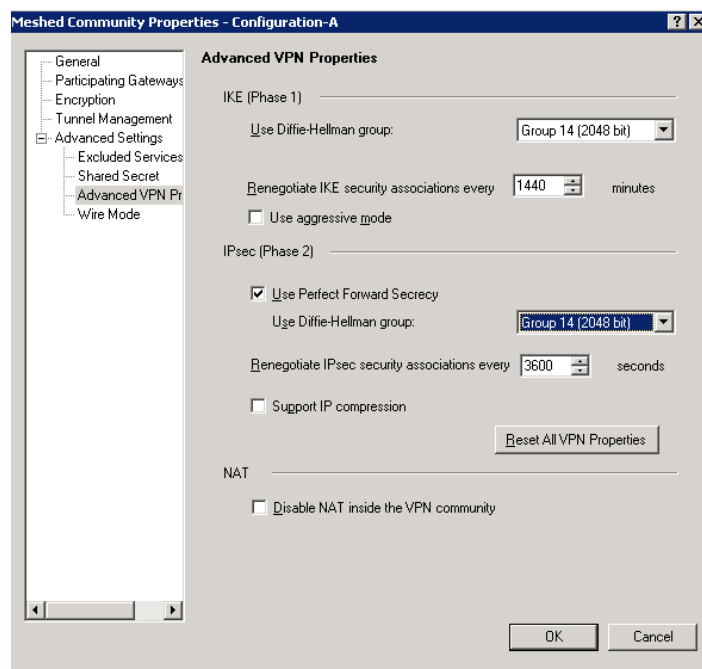 Meshed Community Properties - Configuration-A
General
Participating Gateways
Encryption
Tunnel Management
Advanced Settings
Excluded Services
Shared Secret
Advanced VPN Pr
Wire Mode
Advanced VPN Properties
IKE (Phase 1)
Use Diffie-Hellman group: Group 14 (2048 bit)
Renegotiate IKE security associations every 1440 minutes
Use aggressive mode
IPsec (Phase 2)
Use Perfect Forward Secrecy
Use Diffie-Hellman group: Group 14 (2048 bit)
Renegotiate IPsec security associations every 3600 seconds
Support IP compression
Reset All VPN Properties
NAT
Disable NAT inside the VPN community
OK Cancel